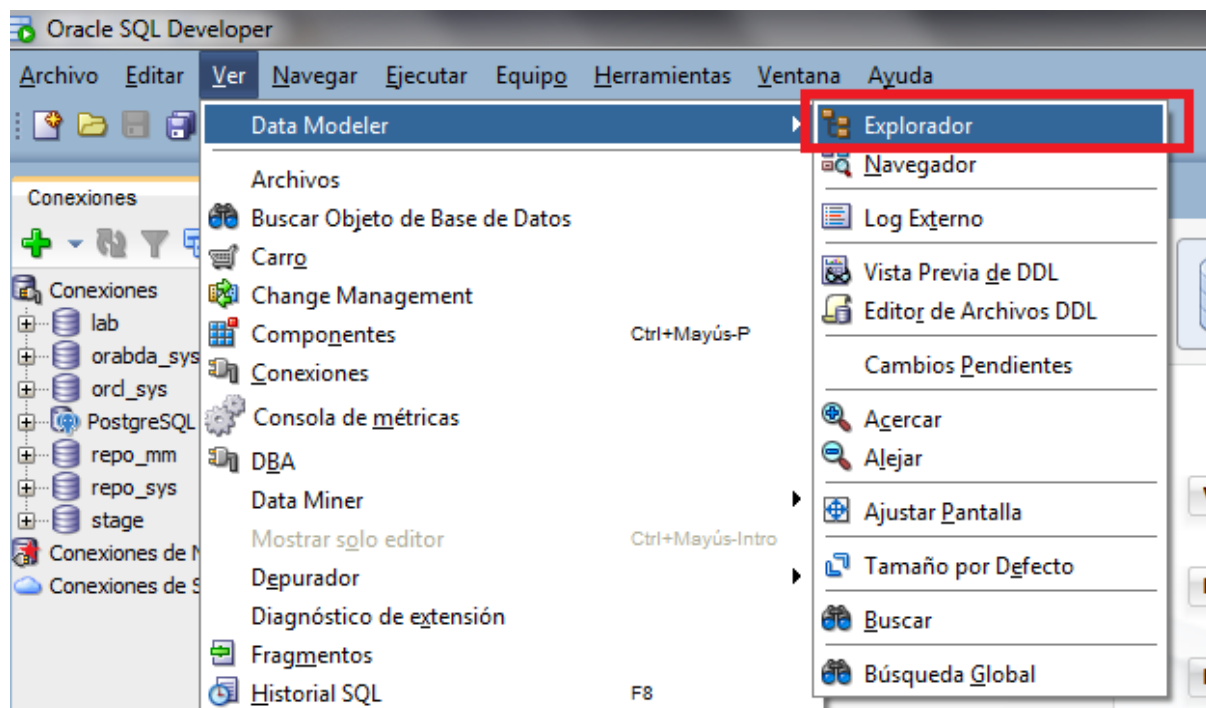 Oracle SQL Developer
Archivo Editar Ver Navegar Ejecutar Equipo Herramientas Ventana Ayuda
Conexiones
Conexiones
lab
orabda_sys
orcl_sys
PostgreSQL
repo_mm
repo_sys
stage
Conexiones de
Conexiones de
Data Modeler
Archivos
Buscar Objeto de Base de Datos
Carro
Change Management
Componentes Ctrl+Mayús-P
Conexiones
Consola de métricas
DBA
Data Miner
Mostrar solo editor Ctrl+Mayús-Intro
Depurador
Diagnóstico de extensión
Fragmentos
Historial SQL F8
Explorador
Navegador
Log Externo
Vista Previa de DDL
Editor de Archivos DDL
Cambios Pendientes
Acercar
Alejar
Ajustar Pantalla
Tamaño por Defecto
Buscar
Búsqueda Global